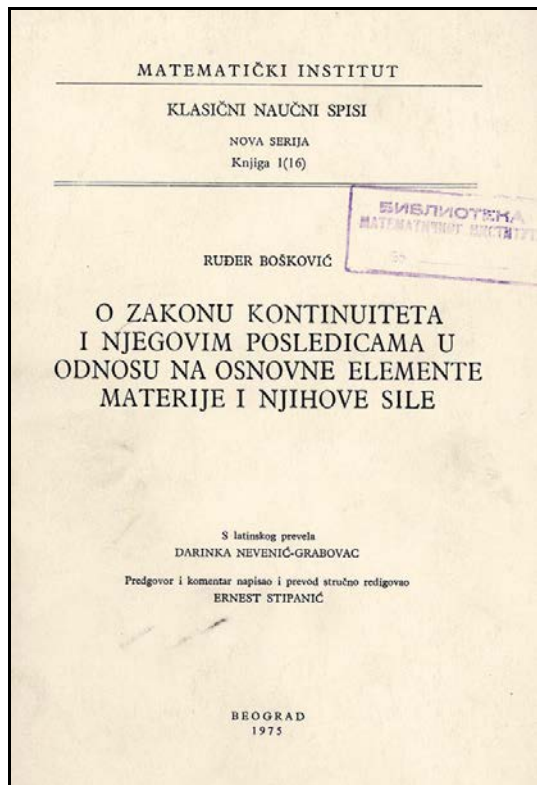 MATEMATIČKI INSTITUT
KLASIČNI NAUČNI SPISI
NOVA SERIJA
Knjiga 1(16)
БИБЛИОТЕКА
МАТЕМАТИЧКОГ ИНСТИТУТ
RUĐER BOŠKOVIĆ
O ZAKONU KONTINUITETA
I NJEGOVIM POSLEDICAMA U
ODNOSU NA OSNOVNE ELEMENTE
MATERIJE I NJIHOVE SILE
S latinskog prevela
DARINKA NEVENIĆ-GRABOVAC
Predgovor i komentar napisao i prevod stručno redigovao
ERNEST STIPANIĆ
BEOGRAD
1975